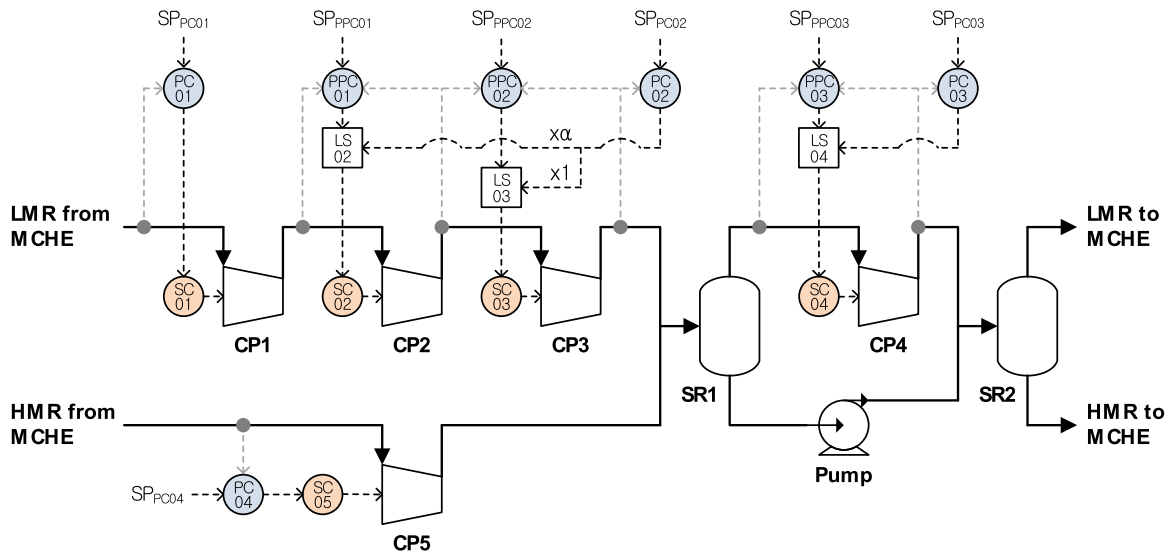 SPPC01
SPPPC01
SPPPC02
SPPC02
SPPPC03
SPPC03
PC
01
PPC
01
PPC
02
PC
02
PPC
03
PC
03
LS
02
xα
LS
04
LS
03
x1
LMR from
MCHE
LMR to
MCHE
SC
01
SC
02
SC
03
SC
04
CP1
CP2
CP3
CP4
SR1
SR2
HMR from
MCHE
HMR to
MCHE
Pump
SPPC04
PC
04
SC
05
CP5